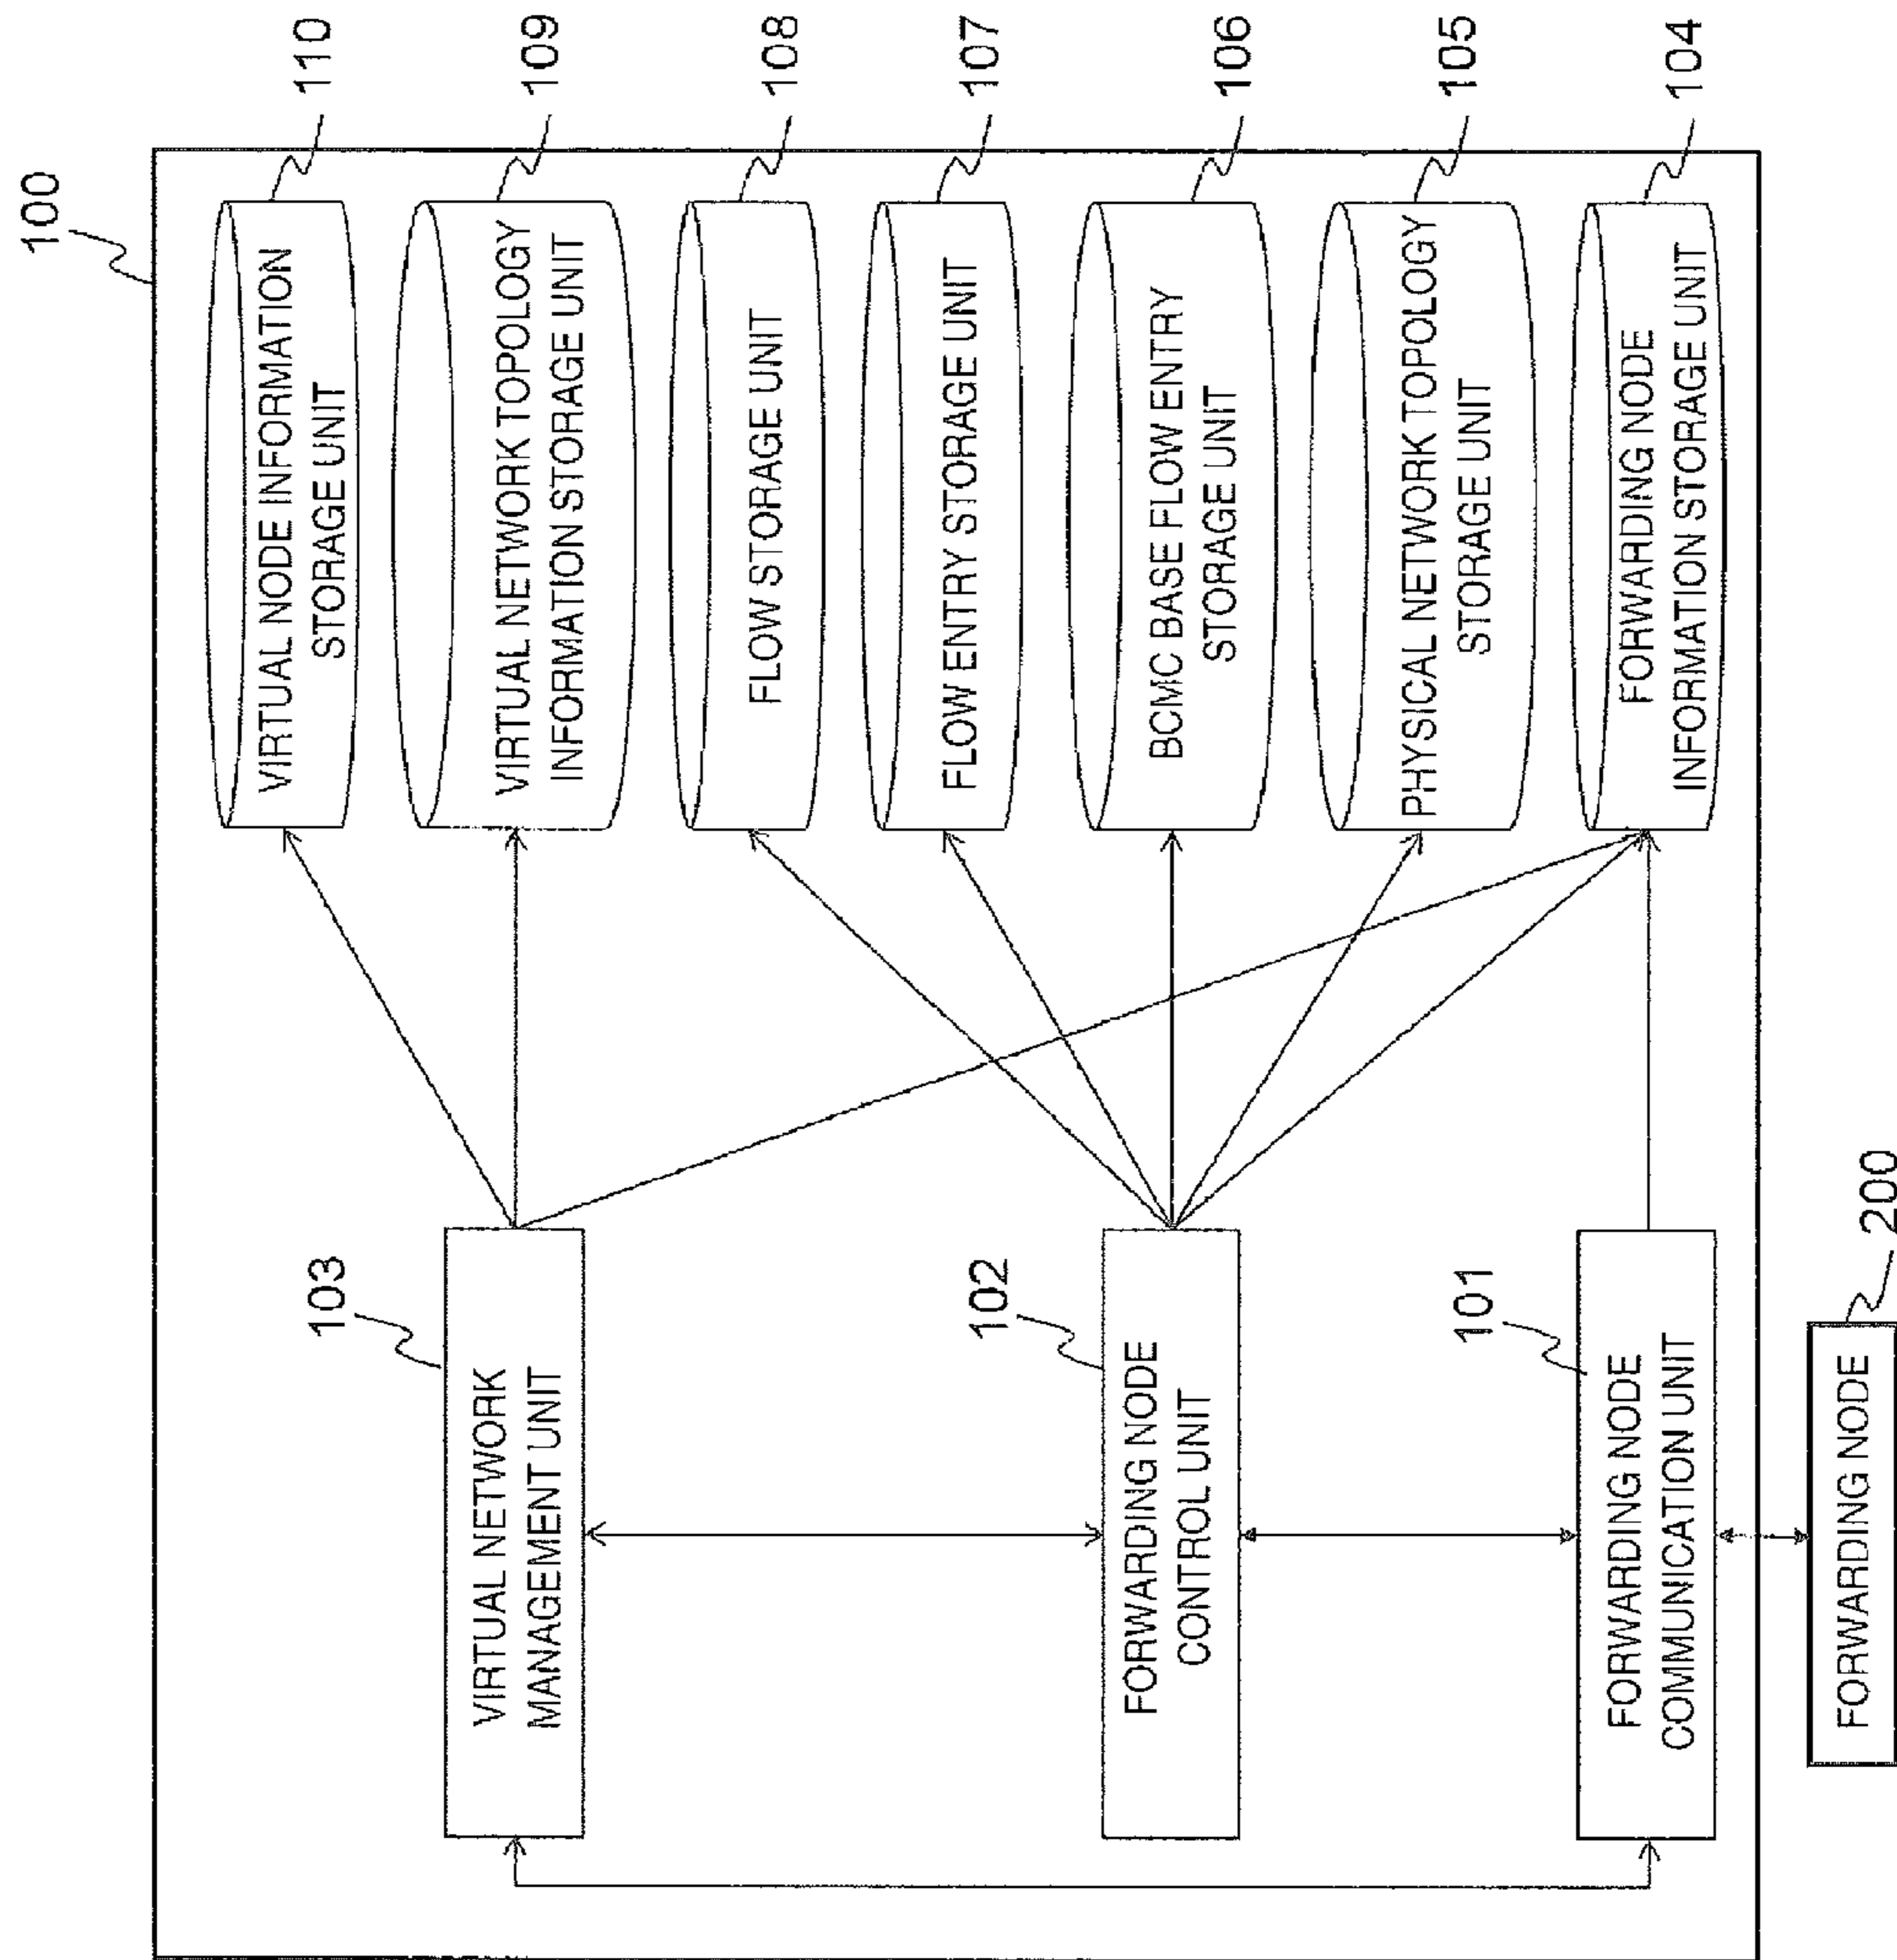 100
VIRTUAL NODE INFORMATION
STORAGE UNIT
110
VIRTUAL NETWORK TOPOLOGY
INFORMATION STORAGE UNIT
109
FLOW STORAGE UNIT
108
FLOW ENTRY STORAGE UNIT
107
BCMC BASE FLOW ENTRY
STORAGE UNIT
106
PHYSICAL NETWORK TOPOLOGY
STORAGE UNIT
105
FORWARDING NODE
INFORMATION STORAGE UNIT
104
103
VIRTUAL NETWORK
MANAGEMENT UNIT
102
FORWARDING NODE
CONTROL UNIT
101
FORWARDING NODE
COMMUNICATION UNIT
200
FORWARDING NODE